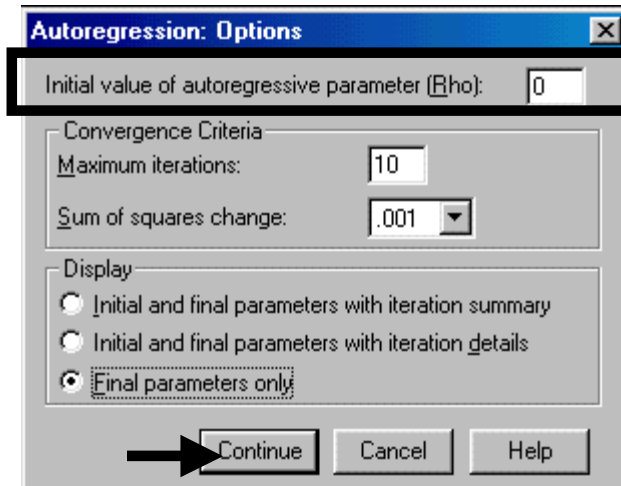 Autoregression: Options
Initial value of autoregressive parameter (Rho): 0
Convergence Criteria
Maximum iterations: 10
Sum of squares change: .001
Display
Initial and final parameters with iteration summary
Initial and final parameters with iteration details
Final parameters only
Continue Cancel Help